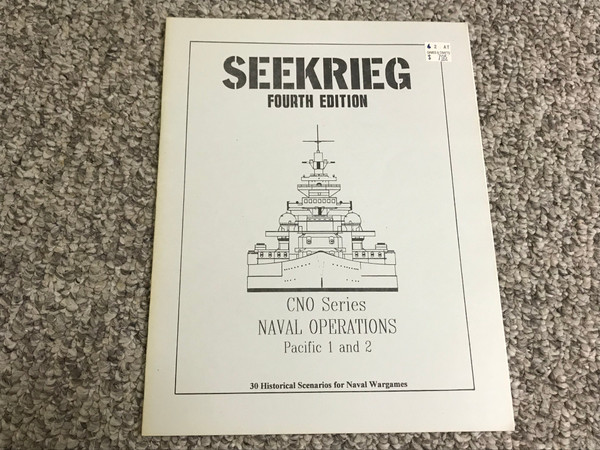 SEEKRIEG
FOURTH EDITION
CNO Series
NAVAL OPERATIONS
Pacific 1 and 2
30 Historical Scenarios for Naval Wargames